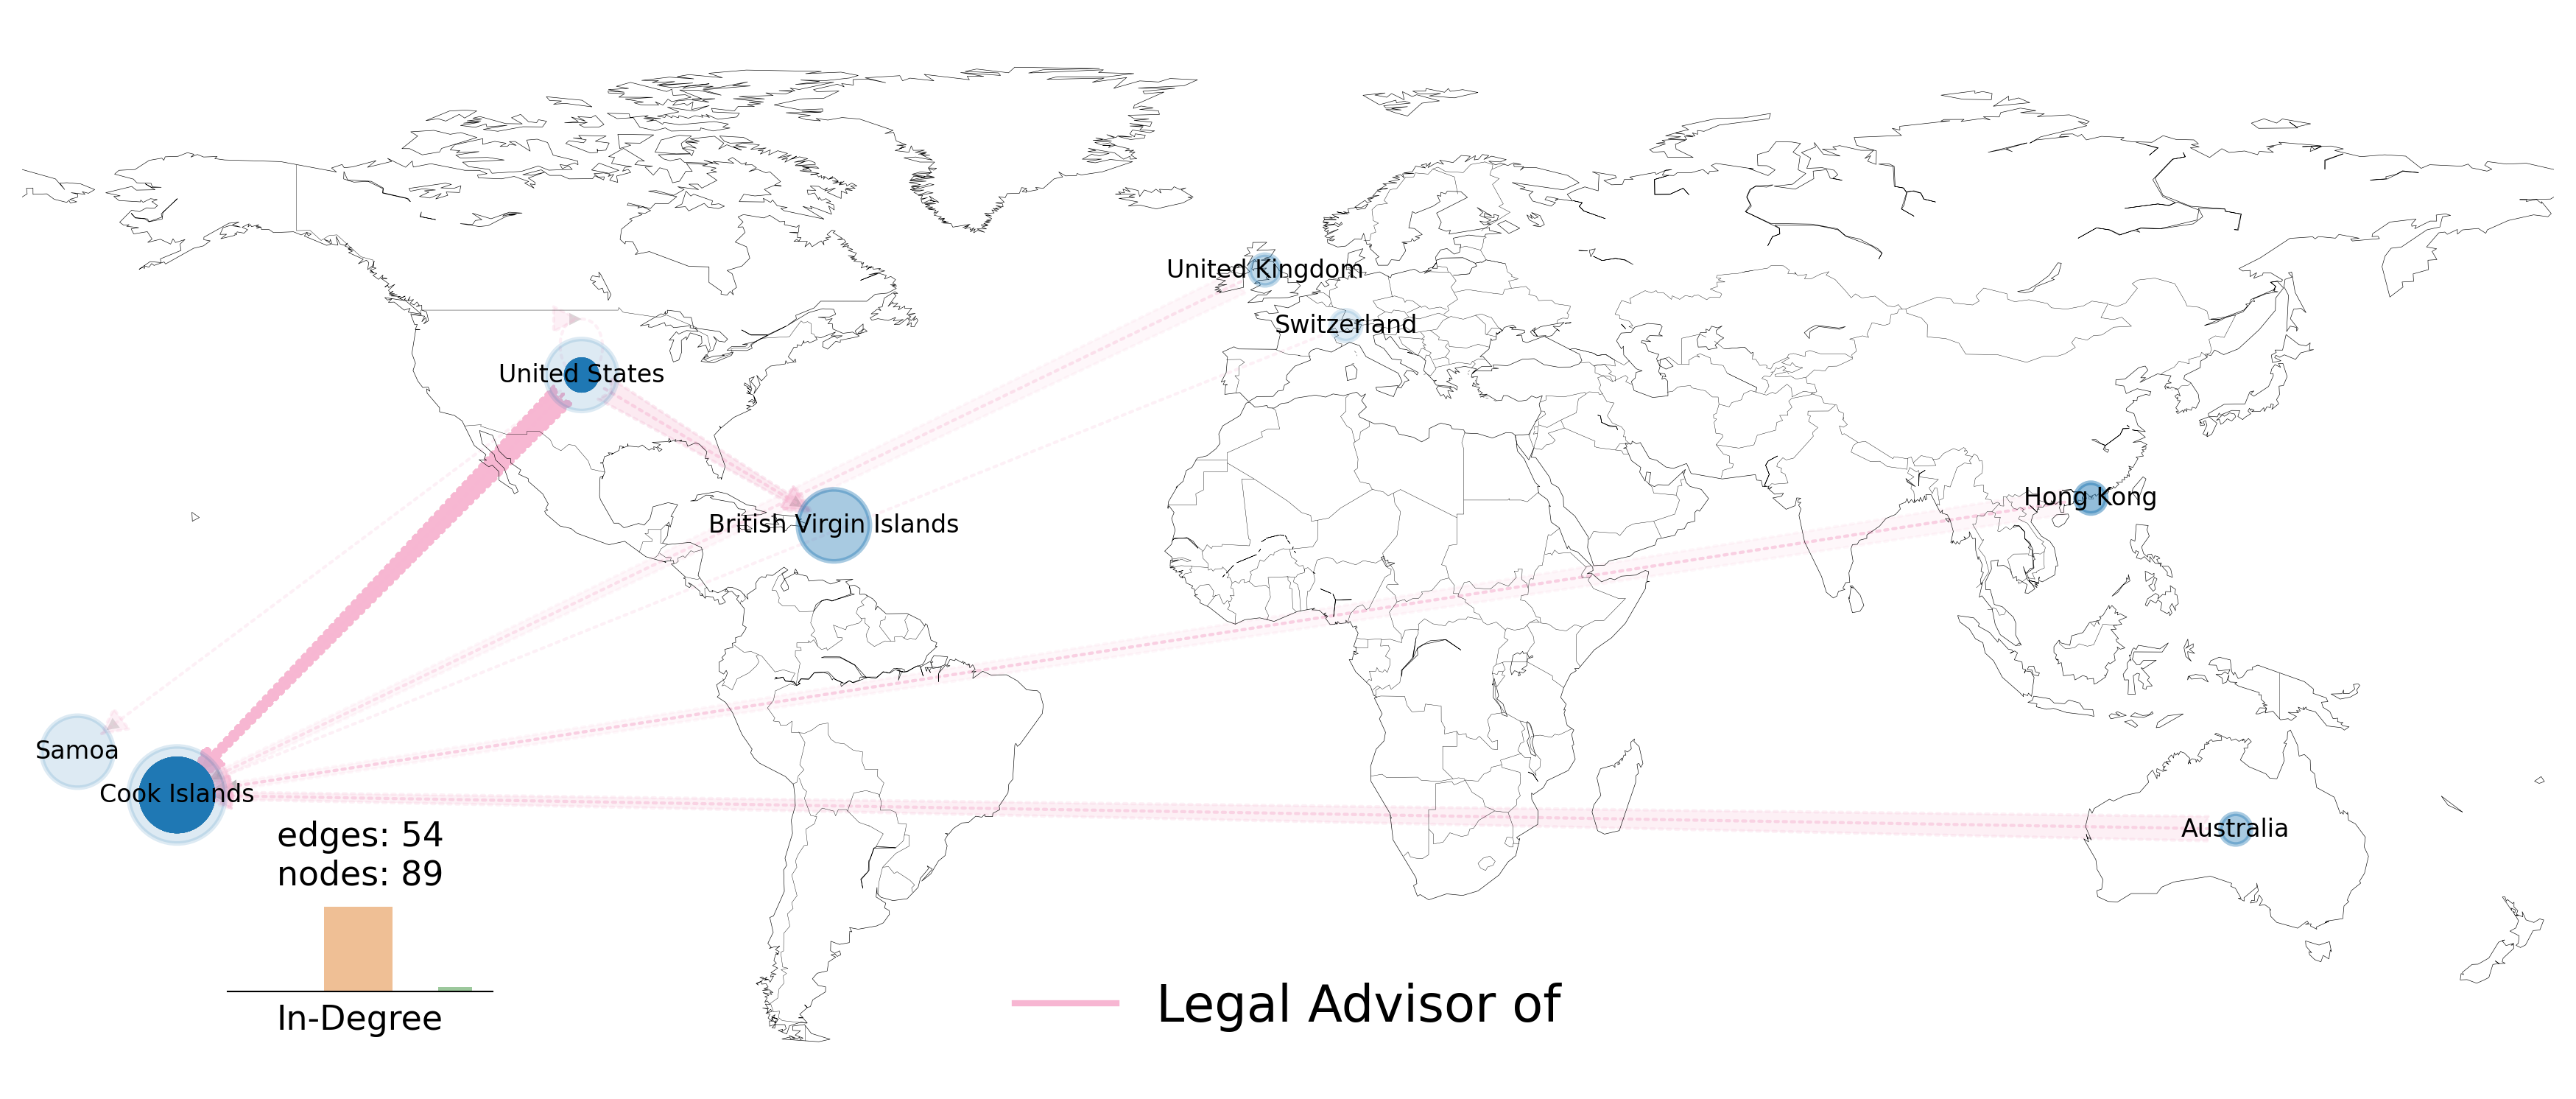 United Kingdom
Switzerland
United States
Hong Kong
British Virgin Islands
Samoa
Cook Islands
Australia
edges: 54
nodes: 89
In-Degree
Legal Advisor of